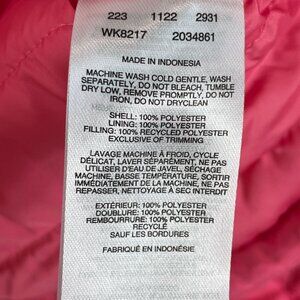 223 1122 2931
WK8217 2034861
MADE IN INDONESIA
MACHINE WASH COLD GENTLE, WASH
SEPARATELY, DO NOT BLEACH, TUMBLE
DRY LOW, REMOVE PROMPTLY, DO NOT
IRON, DO NOT DRYCLEAN
SHELL: 100% POLYESTER
LINING: 100% POLYESTER
FILLING: 100% RECYCLED POLYESTER
EXCLUSIVE OF TRIMMING
LAVAGE MACHINE À FROID, CYCLE
DÉLICAT, LAVER SÉPARÉMENT, NE PAS
UTILISER D'EAU DE JAVEL, SÉCHAGE
MACHINE, BASSE TEMPÉRATURE, SORTIR
IMMÉDIATEMENT DE LA MACHINE, NE PAS
REPASSER, NETTOYAGE À SEC INTERDIT
EXTÉRIEUR: 100% POLYESTER
DOUBLURE: 100% POLYESTER
REMBOURRURE: 100% POLYESTER
RECYCLÉ
SAUF LES BORDURES
FABRIQUÉ EN INDONÉSIE